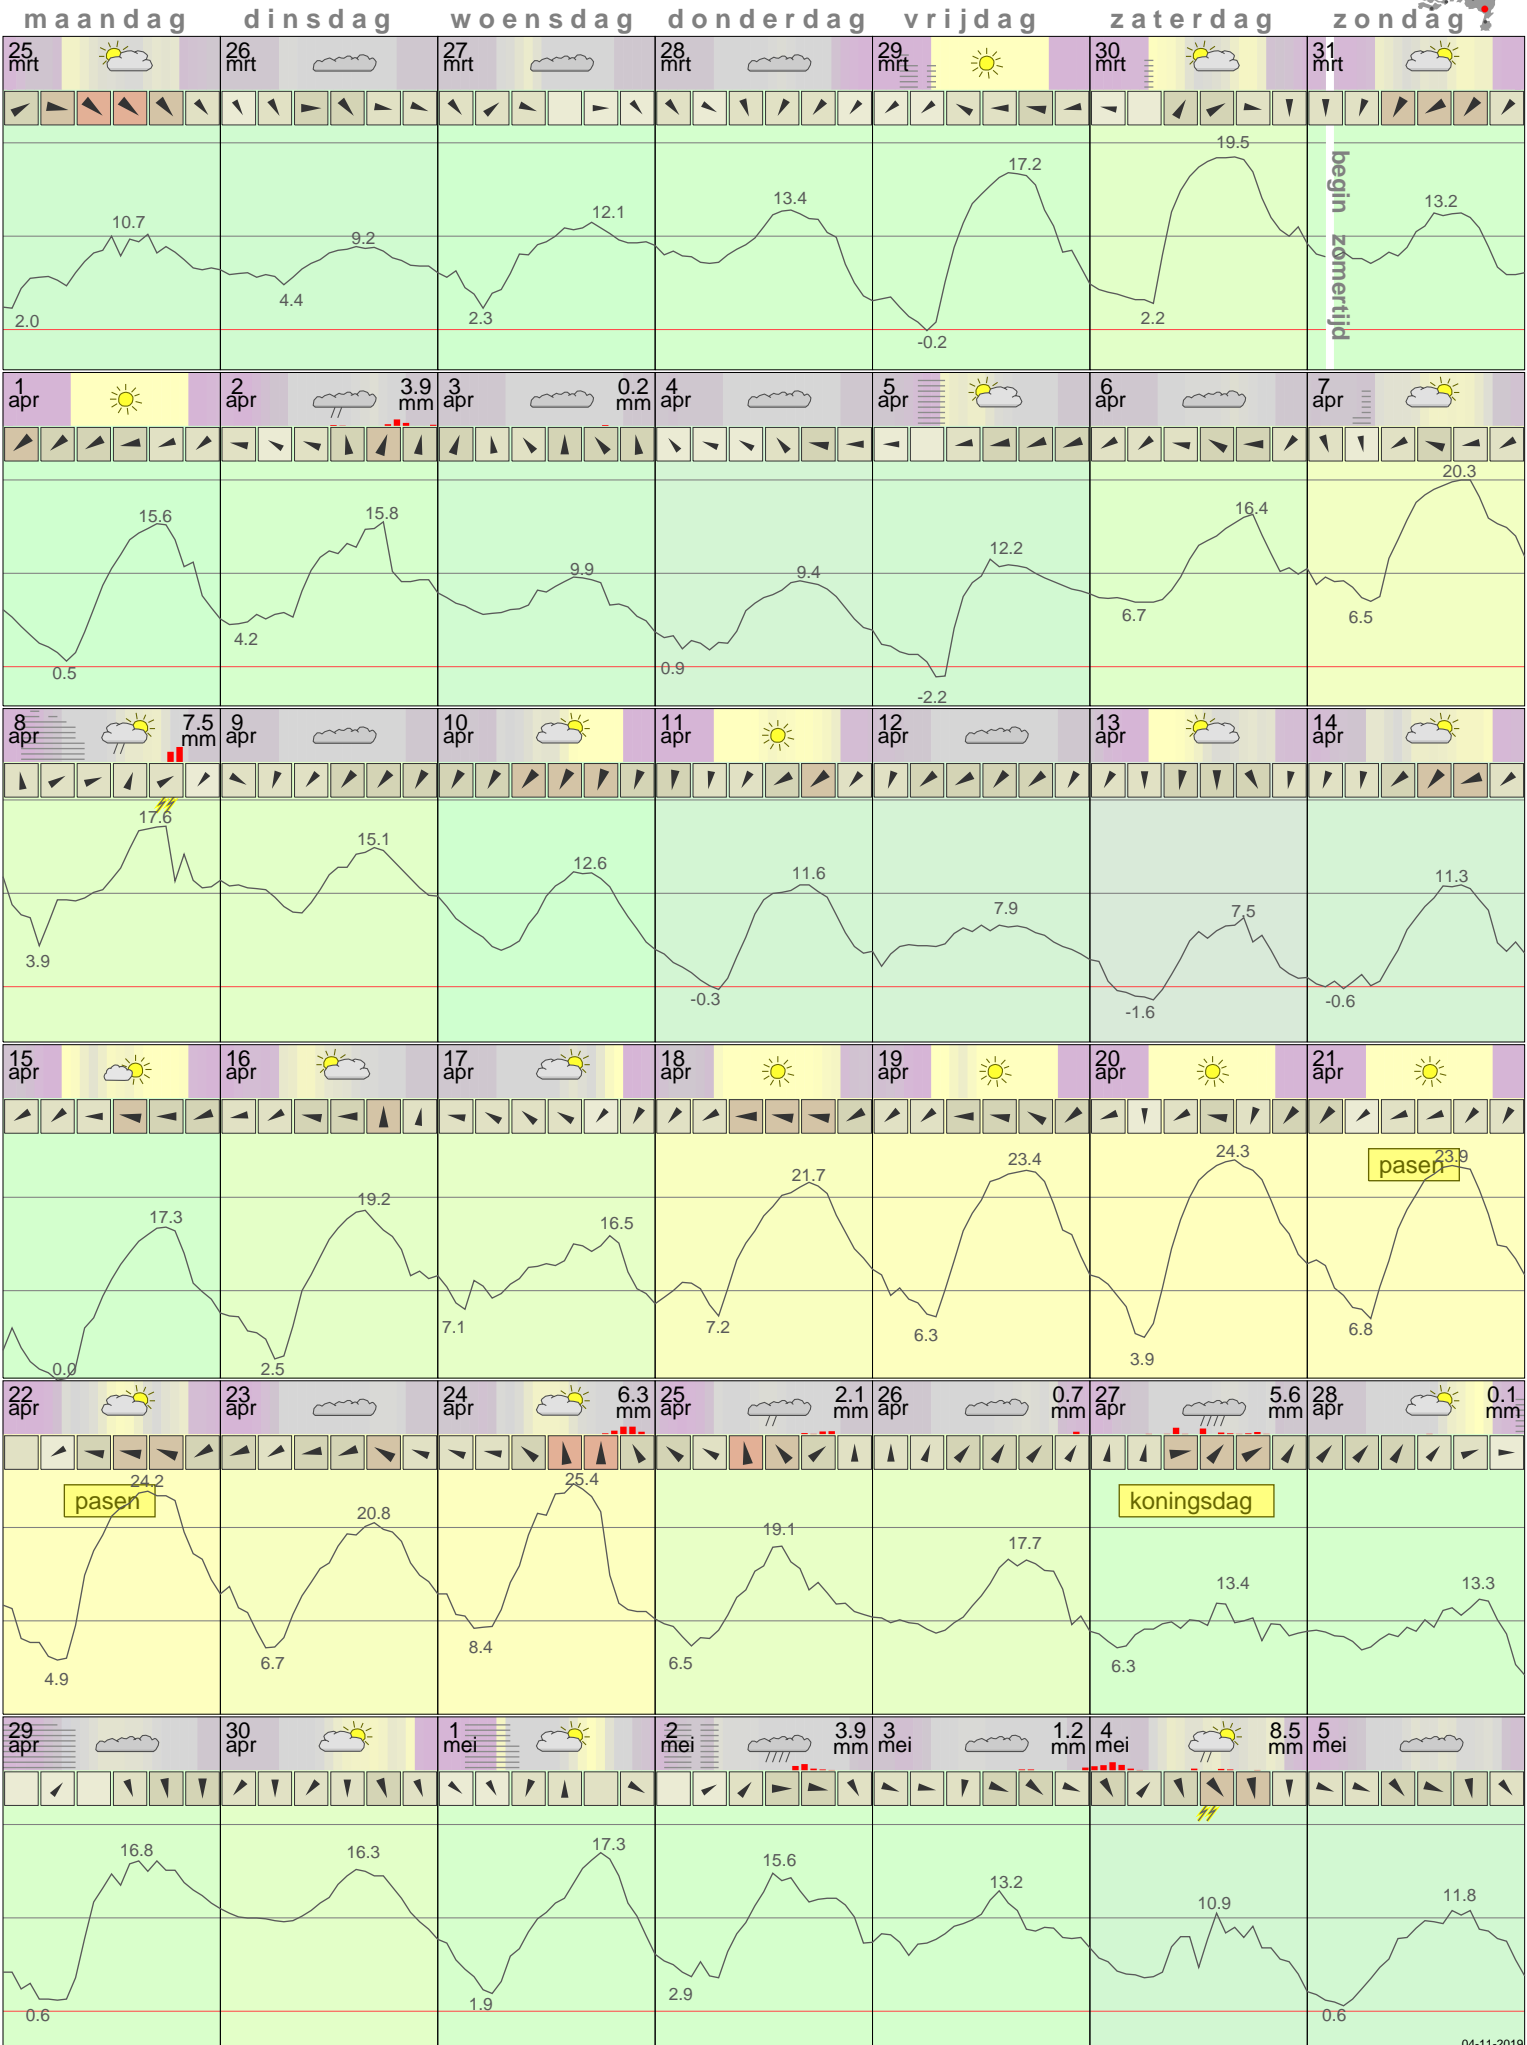 maandag dinsdag woensdag donderdag vrijdag zaterdag zondag
25 mrt 26 mrt 27 mrt 28 mrt 29 mrt 30 mrt 31 mrt
10.7 9.2 12.1 13.4 17.2 19.5 13.2
2.0 4.4 2.3 -0.2 2.2
begin zomertijd
1 apr 2 apr 3.9 mm 3 apr 0.2 mm 4 apr 5 apr 6 apr 7 apr
15.6 15.8 9.9 9.4 12.2 16.4 20.3
0.5 4.2 0.9 -2.2 6.7 6.5
8 apr 7.5 mm 9 apr 10 apr 11 apr 12 apr 13 apr 14 apr
17.6 15.1 12.6 11.6 7.9 7.5 11.3
3.9 -0.3 -1.6 -0.6
15 apr 16 apr 17 apr 18 apr 19 apr 20 apr 21 apr
pasen
17.3 19.2 16.5 21.7 23.4 24.3 23.9
0.0 2.5 7.1 7.2 6.3 3.9 6.8
22 apr 23 apr 24 apr 6.3 mm 25 apr 2.1 mm 26 apr 0.7 mm 27 apr 5.6 mm 28 apr 0.1 mm
pasen koningsdag
24.2 20.8 25.4 19.1 17.7 13.4 13.3
4.9 6.7 8.4 6.5 6.3
29 apr 30 apr 1 mei 2 mei 3.9 mm 3 mei 1.2 mm 4 mei 8.5 mm 5 mei
16.8 16.3 17.3 15.6 13.2 10.9 11.8
0.6 1.9 2.9 0.6
04-11-2019